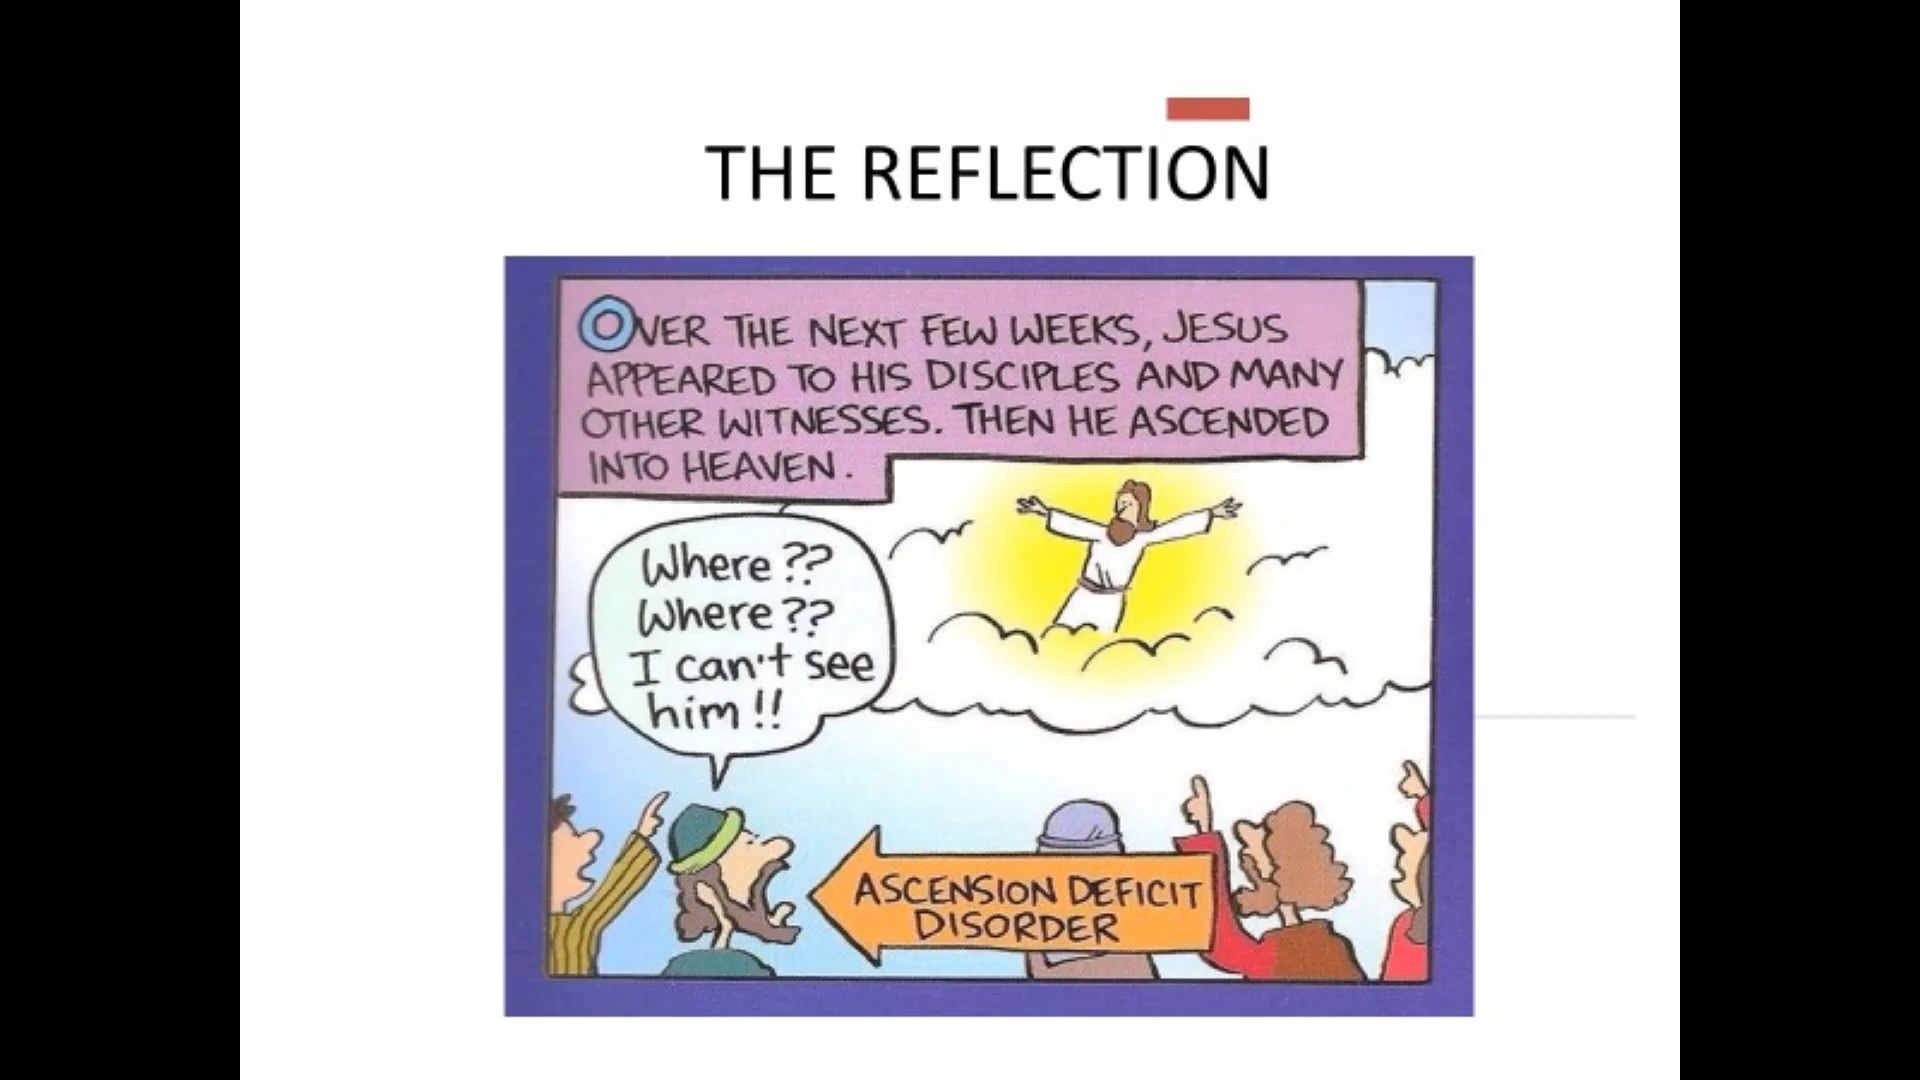 THE REFLECTION
OVER THE NEXT FEW WEEKS, JESUS
APPEARED TO HIS DISCIPLES AND MANY
OTHER WITNESSES. THEN HE ASCENDED
INTO HEAVEN.
Where??
Where??
I can't see
him!!
ASCENSION DEFICIT
DISORDER